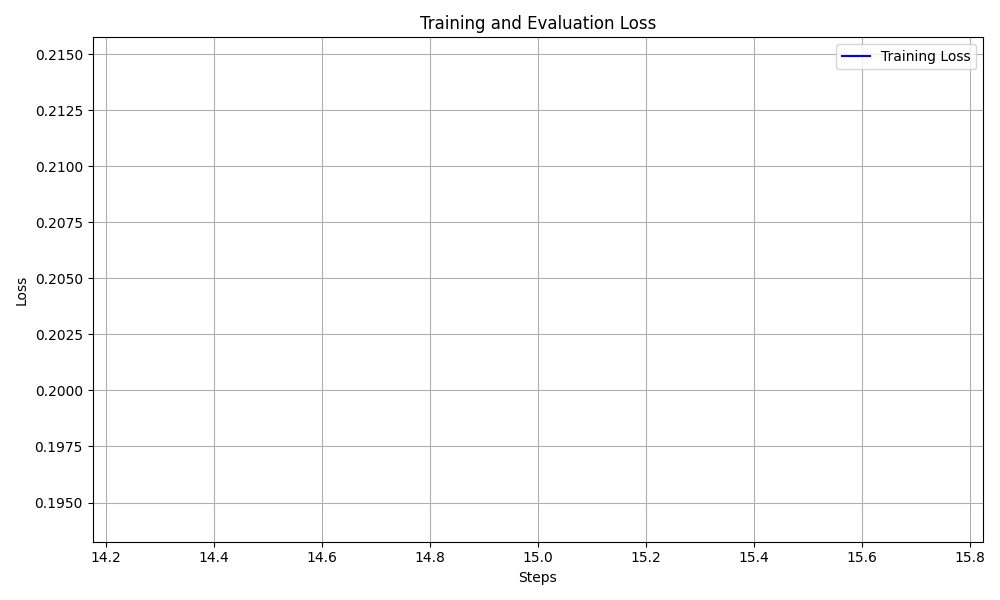 Training and Evaluation Loss
Training Loss
0.2150
0.2125
0.2100
0.2075
0.2050
0.2025
0.2000
0.1975
0.1950
Loss
14.2 14.4 14.6 14.8 15.0 15.2 15.4 15.6 15.8
Steps